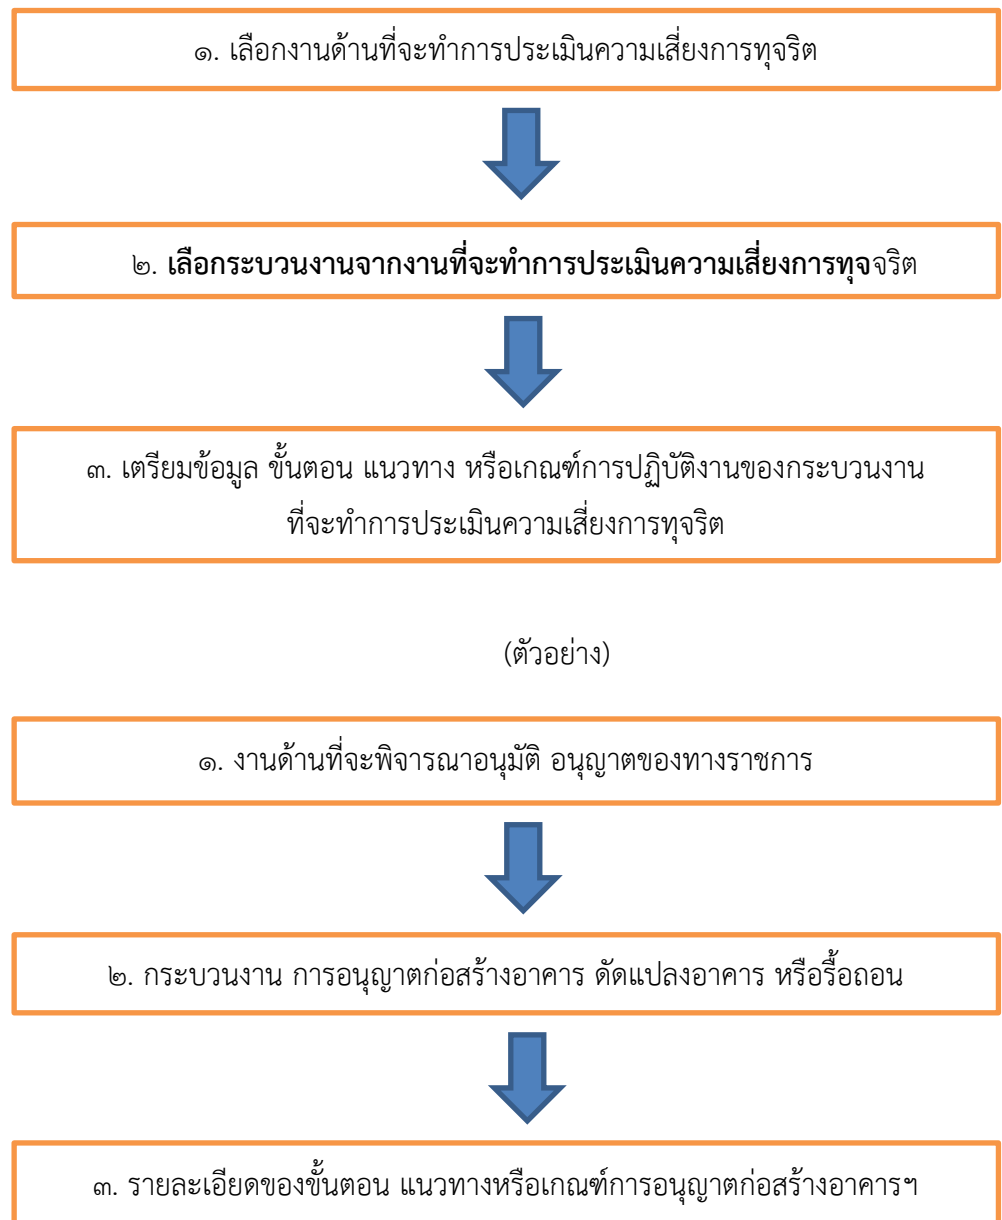 ๑. เลือกงานด้านที่จะทำการประเมินความเสี่ยงการทุจริต
๒. เลือกระบวนงานจากงานที่จะทำการประเมินความเสี่ยงการทุจจริต
๓. เตรียมข้อมูล ขั้นตอน แนวทาง หรือเกณฑ์การปฏิบัติงานของกระบวนงาน
ที่จะทำการประเมินความเสี่ยงการทุจริต
(ตัวอย่าง)
๑. งานด้านที่จะพิจารณาอนุมัติ อนุญาตของทางราชการ
๒. กระบวนงาน การอนุญาตก่อสร้างอาคาร ดัดแปลงอาคาร หรือรื้อถอน
๓. รายละเอียดของขั้นตอน แนวทางหรือเกณฑ์การอนุญาตก่อสร้างอาคารฯ